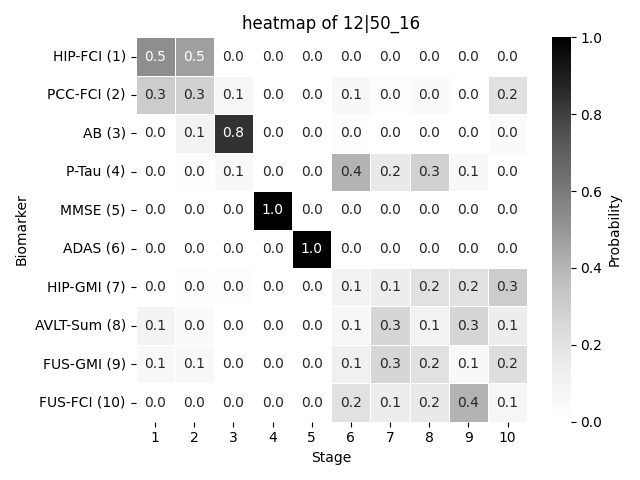 heatmap of 12|50_16
HIP-FCI (1) 0.5 0.5 0.0 0.0 0.0 0.0 0.0 0.0 0.0 0.0
PCC-FCI (2) 0.3 0.3 0.1 0.0 0.0 0.1 0.0 0.0 0.0 0.2
AB (3) 0.0 0.1 0.8 0.0 0.0 0.0 0.0 0.0 0.0 0.0
P-Tau (4) 0.0 0.0 0.1 0.0 0.0 0.4 0.2 0.3 0.1 0.0
MMSE (5) 0.0 0.0 0.0 1.0 0.0 0.0 0.0 0.0 0.0 0.0
ADAS (6) 0.0 0.0 0.0 0.0 1.0 0.0 0.0 0.0 0.0 0.0
HIP-GMI (7) 0.0 0.0 0.0 0.0 0.0 0.1 0.1 0.2 0.2 0.3
AVLT-Sum (8) 0.1 0.0 0.0 0.0 0.0 0.1 0.3 0.1 0.3 0.1
FUS-GMI (9) 0.1 0.1 0.0 0.0 0.0 0.1 0.3 0.2 0.1 0.2
FUS-FCI (10) 0.0 0.0 0.0 0.0 0.0 0.2 0.1 0.2 0.4 0.1
1 2 3 4 5 6 7 8 9 10
Stage
Biomarker
1.0
0.8
0.6
0.4
0.2
0.0
Probability